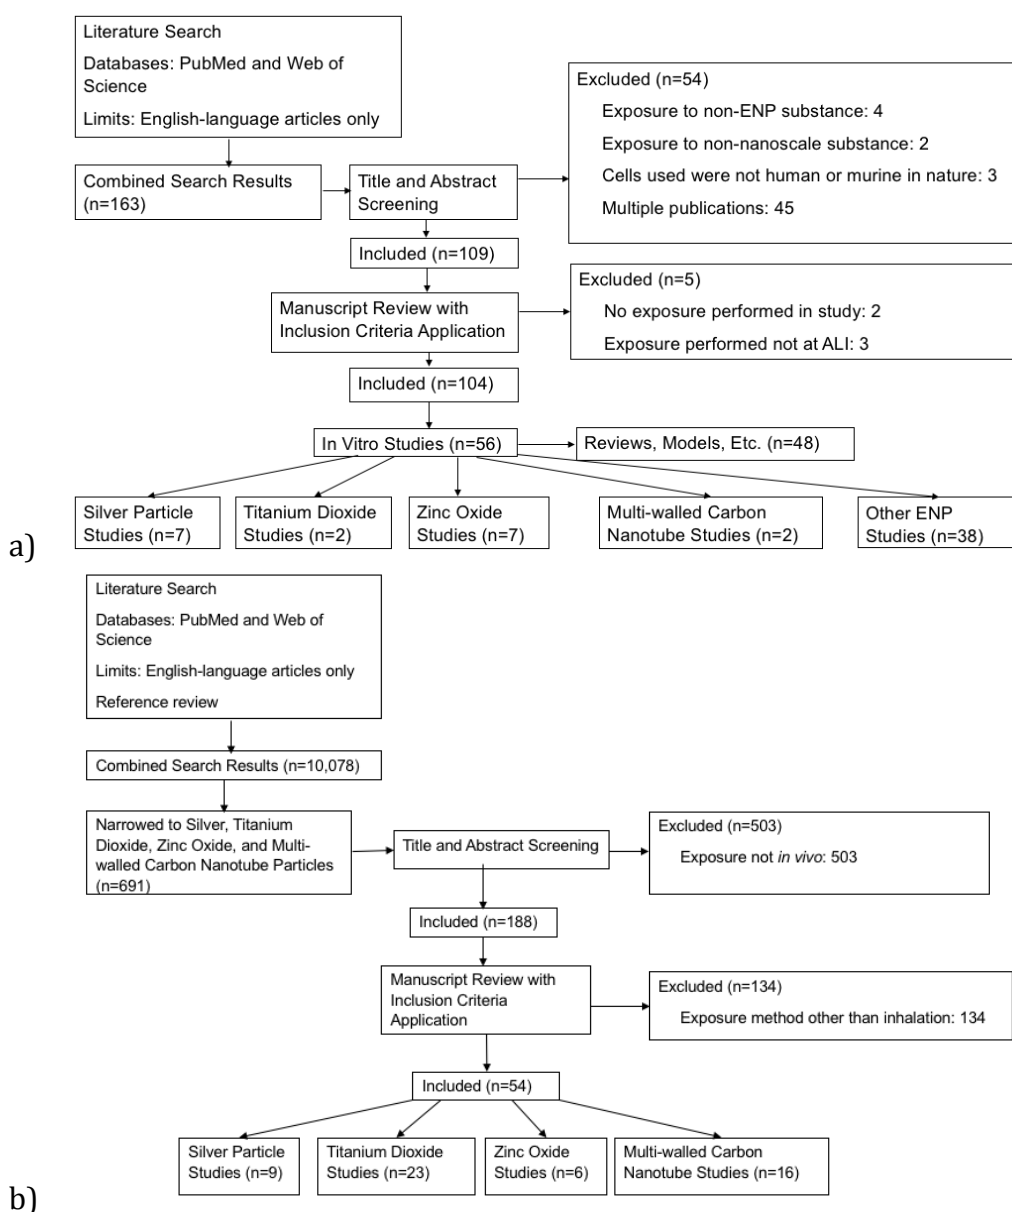 Literature Search
Databases: PubMed and Web of
Science
Limits: English-language articles only
Combined Search Results
(n=163)
Title and Abstract
Screening
Excluded (n=54)
Exposure to non-ENP substance: 4
Exposure to non-nanoscale substance: 2
Cells used were not human or murine in nature: 3
Multiple publications: 45
Included (n=109)
Manuscript Review with
Inclusion Criteria Application
Excluded (n=5)
No exposure performed in study: 2
Exposure performed not at ALI: 3
Included (n=104)
In Vitro Studies (n=56)
Reviews, Models, Etc. (n=48)
Silver Particle
Studies (n=7)
Titanium Dioxide
Studies (n=2)
Zinc Oxide
Studies (n=7)
Multi-walled Carbon
Nanotube Studies (n=2)
Other ENP
Studies (n=38)
a)
Literature Search
Databases: PubMed and Web of
Science
Limits: English-language articles only
Reference review
Combined Search Results (n=10,078)
Narrowed to Silver, Titanium
Dioxide, Zinc Oxide, and Multi-
walled Carbon Nanotube Particles
(n=691)
Title and Abstract Screening
Excluded (n=503)
Exposure not in vivo: 503
Included (n=188)
Manuscript Review with
Inclusion Criteria
Application
Excluded (n=134)
Exposure method other than inhalation: 134
Included (n=54)
Silver Particle
Studies (n=9)
Titanium Dioxide
Studies (n=23)
Zinc Oxide
Studies (n=6)
Multi-walled Carbon
Nanotube Studies (n=16)
b)